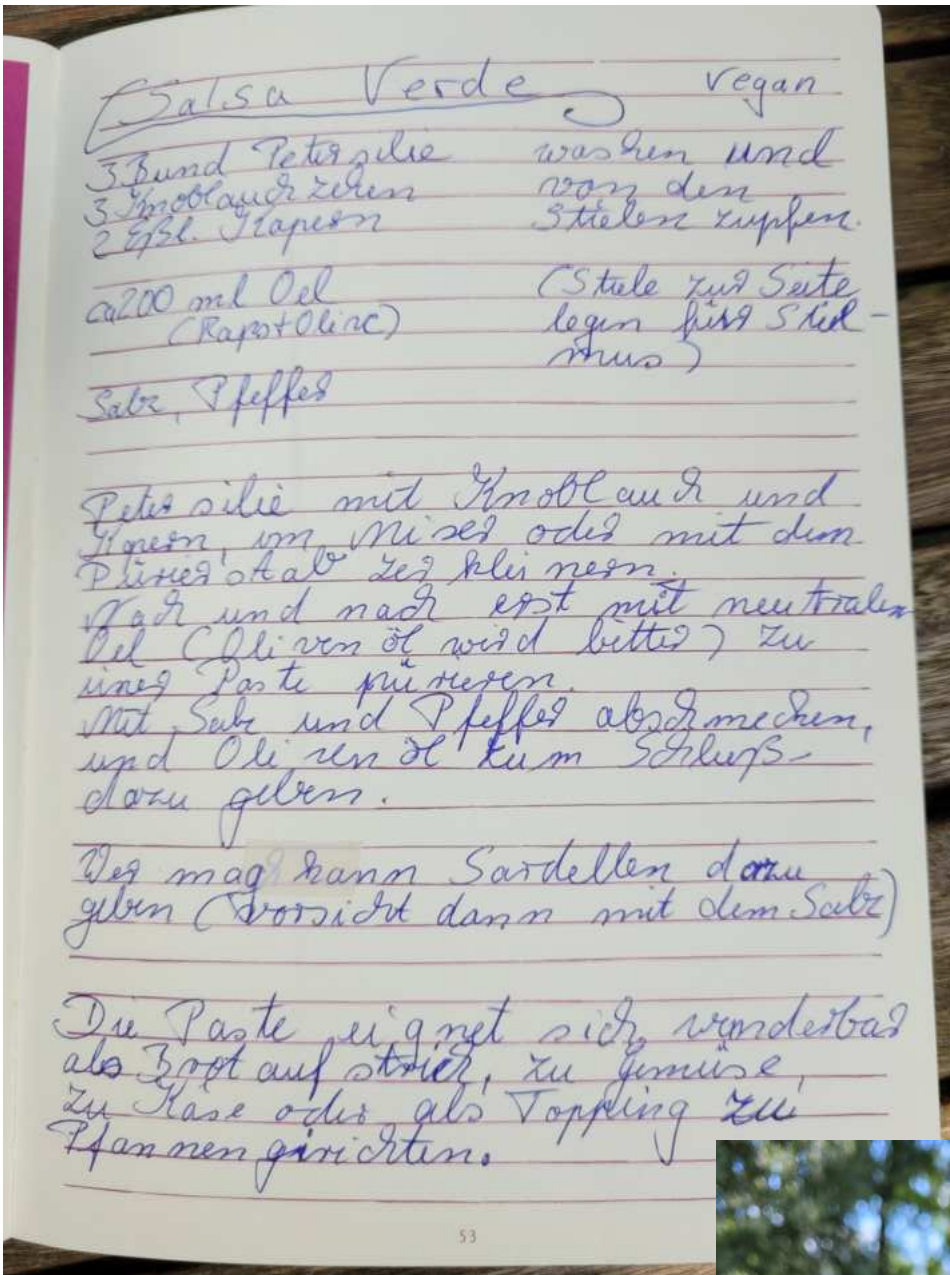 Salsa Verde vegan
3 Bund Petersilie
3 Knoblauchzehen
2 Eßl. Kapern
ca 200 ml Oel
(Raps + Olive)
Salz, Pfeffer
waschen und
von den
Stielen zupfen.
(Stiele zur Seite
legen fürs Stiel-
mus)
Petersilie mit Knoblauch und
Kapern, im Mixer oder mit dem
Pürierstab zerkleinern.
Nach und nach erst mit neutralem
Oel (Olivenöl wird bitter) zu
einer Paste pürieren.
Mit Salz und Pfeffer abschmecken,
und Olivenöl zum Schluß
dazu geben.
Wer mag kann Sardellen dazu
geben (Vorsicht dann mit dem Salz)
Die Paste eignet sich wunderbar
als Brotaufstrich, zu Gemüse,
zu Käse oder als Topping zu
Pfannengerichten.
53